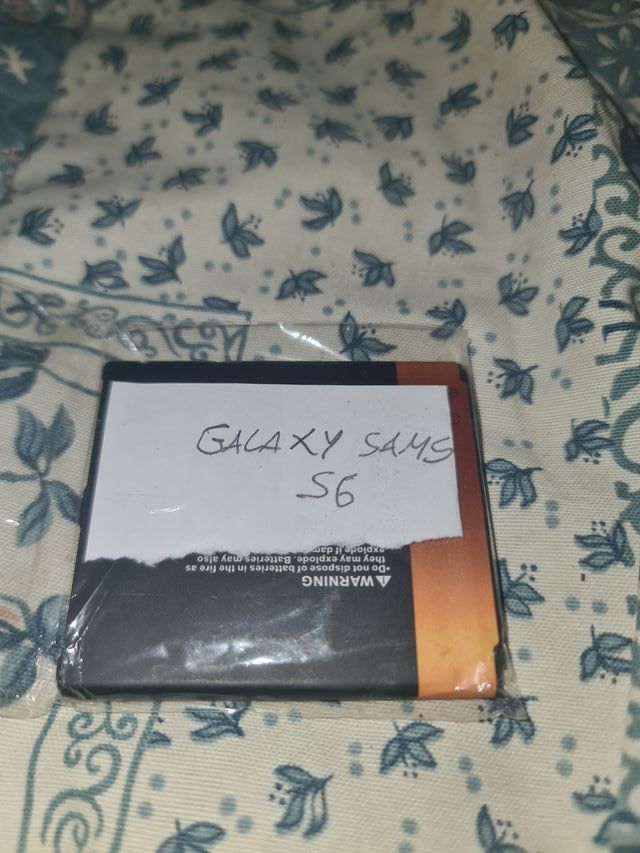 GALAXY SAMS
S6
⚠WARNING
•Do not dispose of batteries in the fire as
they may explode. Batteries may also
explode if dam